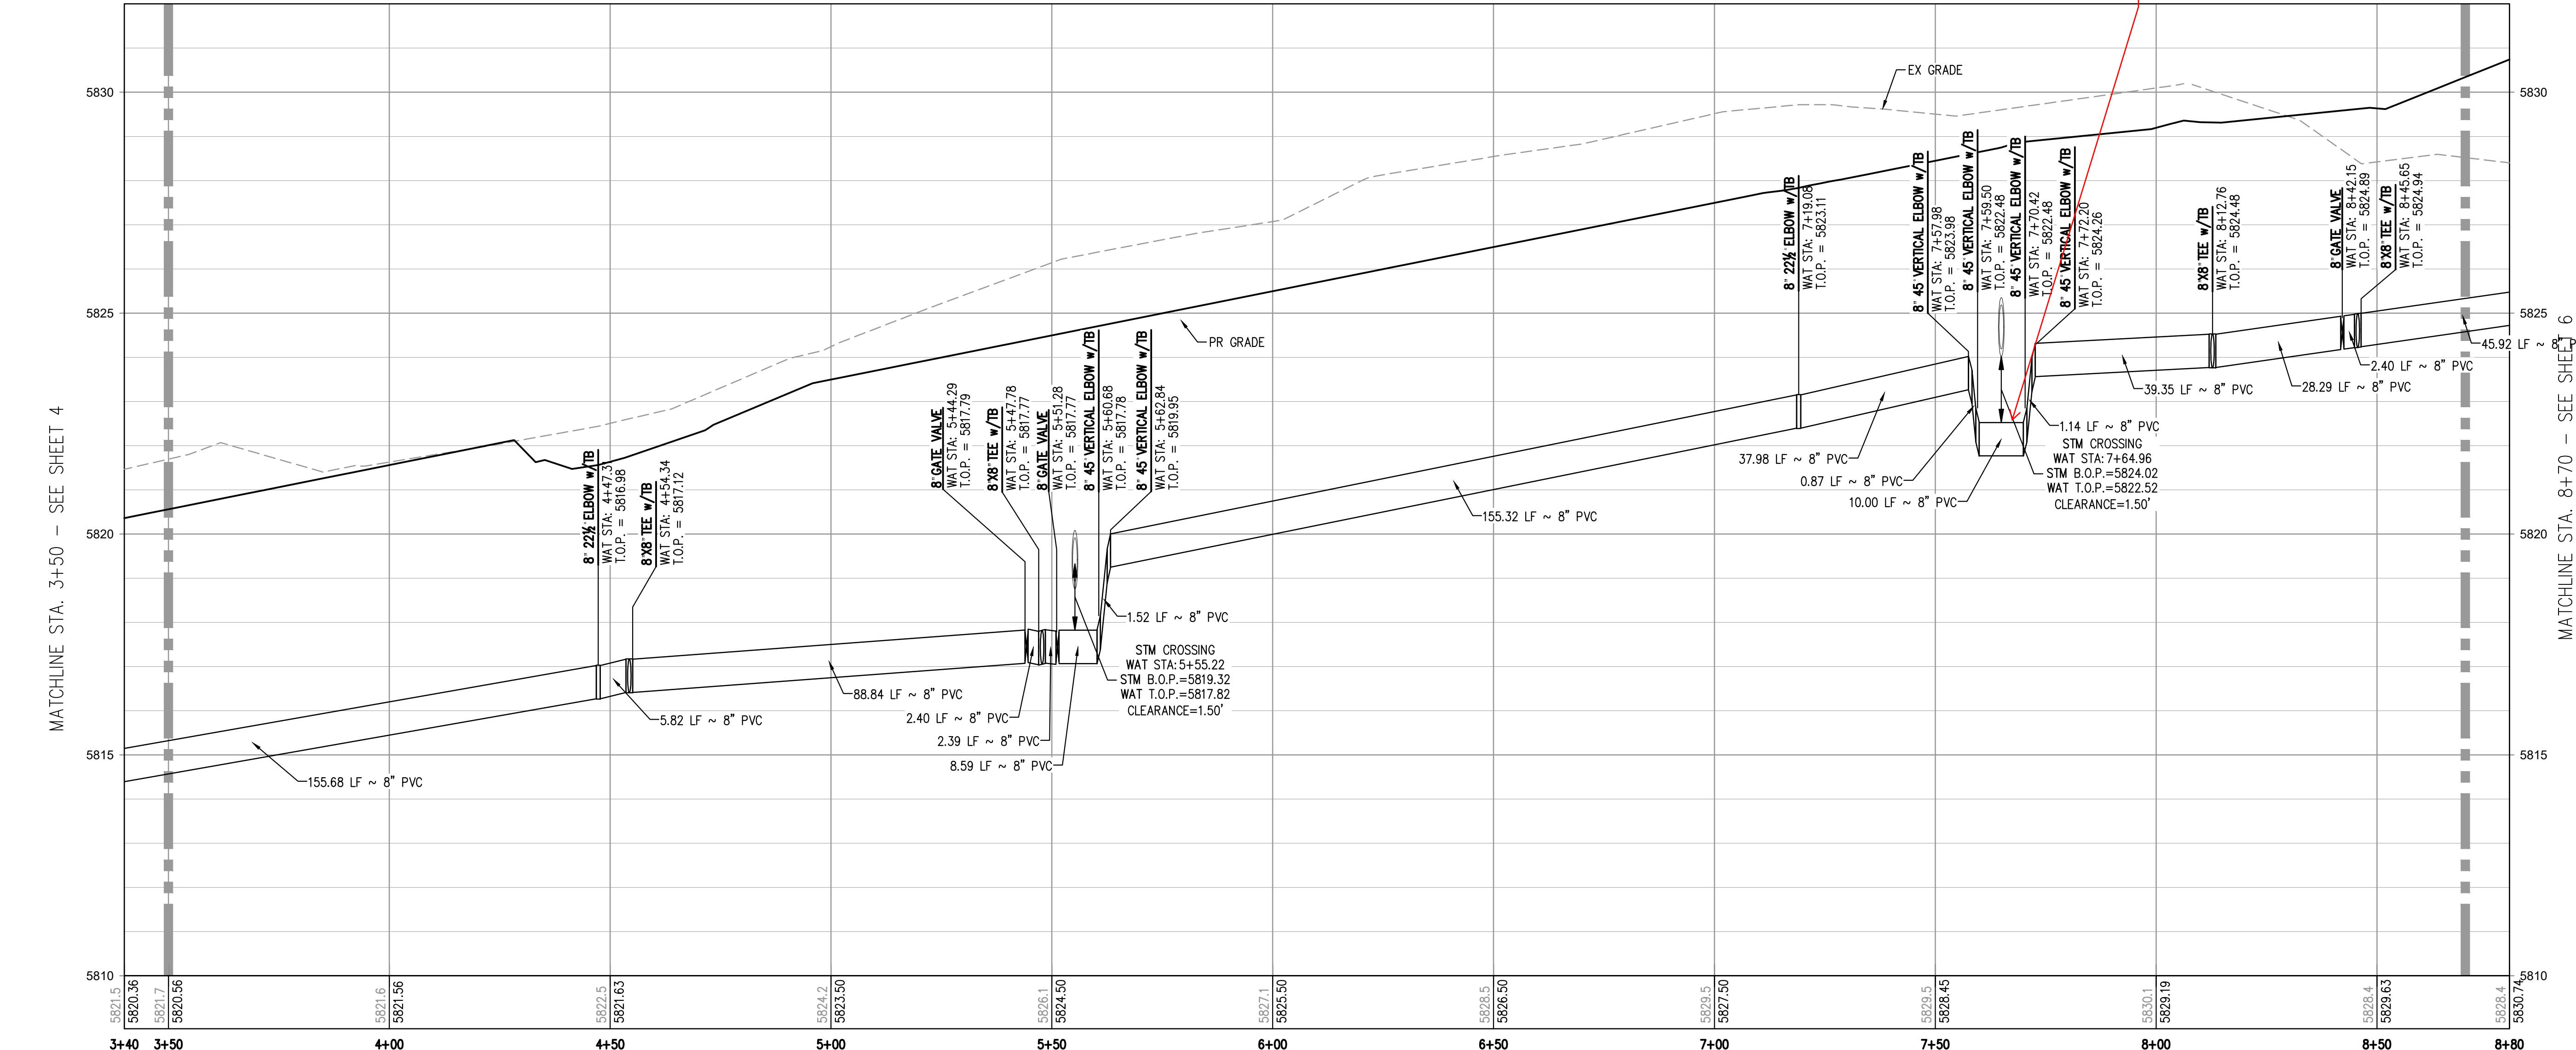 EX GRADE
5830
5830
8" 45°VERTICAL ELBOW w/TB
WAT STA: 7+59.50
T.O.P. = 5822.48
8" 45°VERTICAL ELBOW w/TB
WAT STA: 7+70.42
T.O.P. = 5822.48
8" 45°VERTICAL ELBOW w/TB
WAT STA: 7+57.98
T.O.P. = 5823.98
8" 45°VERTICAL ELBOW w/TB
WAT STA: 7+72.20
T.O.P. = 5824.26
8" 22½°ELBOW w/TB
WAT STA: 7+19.08
T.O.P. = 5823.11
8"X8"TEE w/TB
WAT STA: 8+12.76
T.O.P. = 5824.48
8"GATE VALVE
WAT STA: 8+42.15
T.O.P. = 5824.89
8"X8"TEE w/TB
WAT STA: 8+45.65
T.O.P. = 5824.94
5825
5825
PR GRADE
45.92 LF ~ 8" P
2.40 LF ~ 8" PVC
28.29 LF ~ 8" PVC
39.35 LF ~ 8" PVC
8"GATE VALVE
WAT STA: 5+44.29
T.O.P. = 5817.79
8"X8"TEE w/TB
WAT STA: 5+47.78
T.O.P. = 5817.77
8"GATE VALVE
WAT STA: 5+51.28
T.O.P. = 5817.77
8" 45°VERTICAL ELBOW w/TB
WAT STA: 5+60.68
T.O.P. = 5817.78
8" 45°VERTICAL ELBOW w/TB
WAT STA: 5+62.84
T.O.P. = 5819.95
1.14 LF ~ 8" PVC
STM CROSSING
WAT STA:7+64.96
STM B.O.P.=5824.02
WAT T.O.P.=5822.52
CLEARANCE=1.50'
37.98 LF ~ 8" PVC
0.87 LF ~ 8" PVC
10.00 LF ~ 8" PVC
155.32 LF ~ 8" PVC
8" 22½°ELBOW w/TB
WAT STA: 4+47.3
T.O.P. = 5816.98
8"X8"TEE w/TB
WAT STA: 4+54.34
T.O.P. = 5817.12
5820
5820
MATCHLINE STA. 3+50 - SEE SHEET 4
MATCHLINE STA. 8+70 - SEE SHEET 6
1.52 LF ~ 8" PVC
STM CROSSING
WAT STA:5+55.22
STM B.O.P.=5819.32
WAT T.O.P.=5817.82
CLEARANCE=1.50'
88.84 LF ~ 8" PVC
5.82 LF ~ 8" PVC
2.40 LF ~ 8" PVC
2.39 LF ~ 8" PVC
8.59 LF ~ 8" PVC
5815
5815
155.68 LF ~ 8" PVC
5810
5810
5821.5
5820.36
5821.7
5820.56
5821.6
5821.56
5822.5
5821.63
5824.2
5823.50
5826.1
5824.50
5827.1
5825.50
5828.5
5826.50
5829.5
5827.50
5829.5
5828.45
5830.1
5829.19
5828.4
5829.63
5828.4
5830.74
3+40 3+50 4+00 4+50 5+00 5+50 6+00 6+50 7+00 7+50 8+00 8+50 8+80